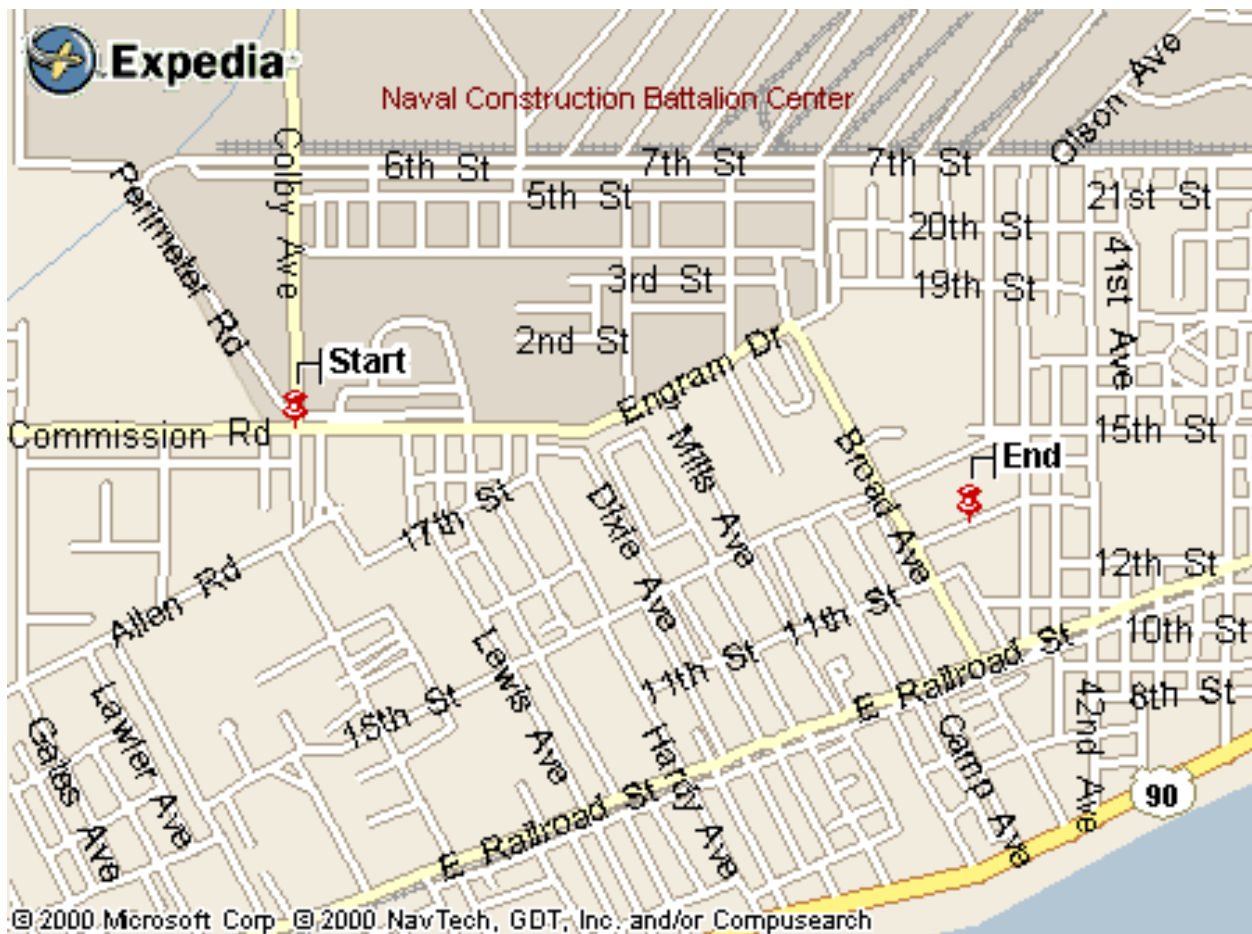 Expedia
Naval Construction Battalion Center
Olson Ave
Colby Ave
6th St
7th St
7th St
Perimeter Rd
5th St
21st St
20th St
41st Ave
3rd St
19th St
2nd St
Engram Dr
Start
Commission Rd
15th St
Mills Ave
Broad Ave
End
17th St
Dixie Ave
12th St
Allen Rd
11th St
11th St
10th St
Lewis Ave
E Railroad St
8th St
42nd Ave
Lawler Ave
15th St
Gates Ave
Hardy Ave
Camp Ave
90
E Railroad St
© 2000 Microsoft Corp © 2000 NavTech, GDT, Inc. and/or Compusearch